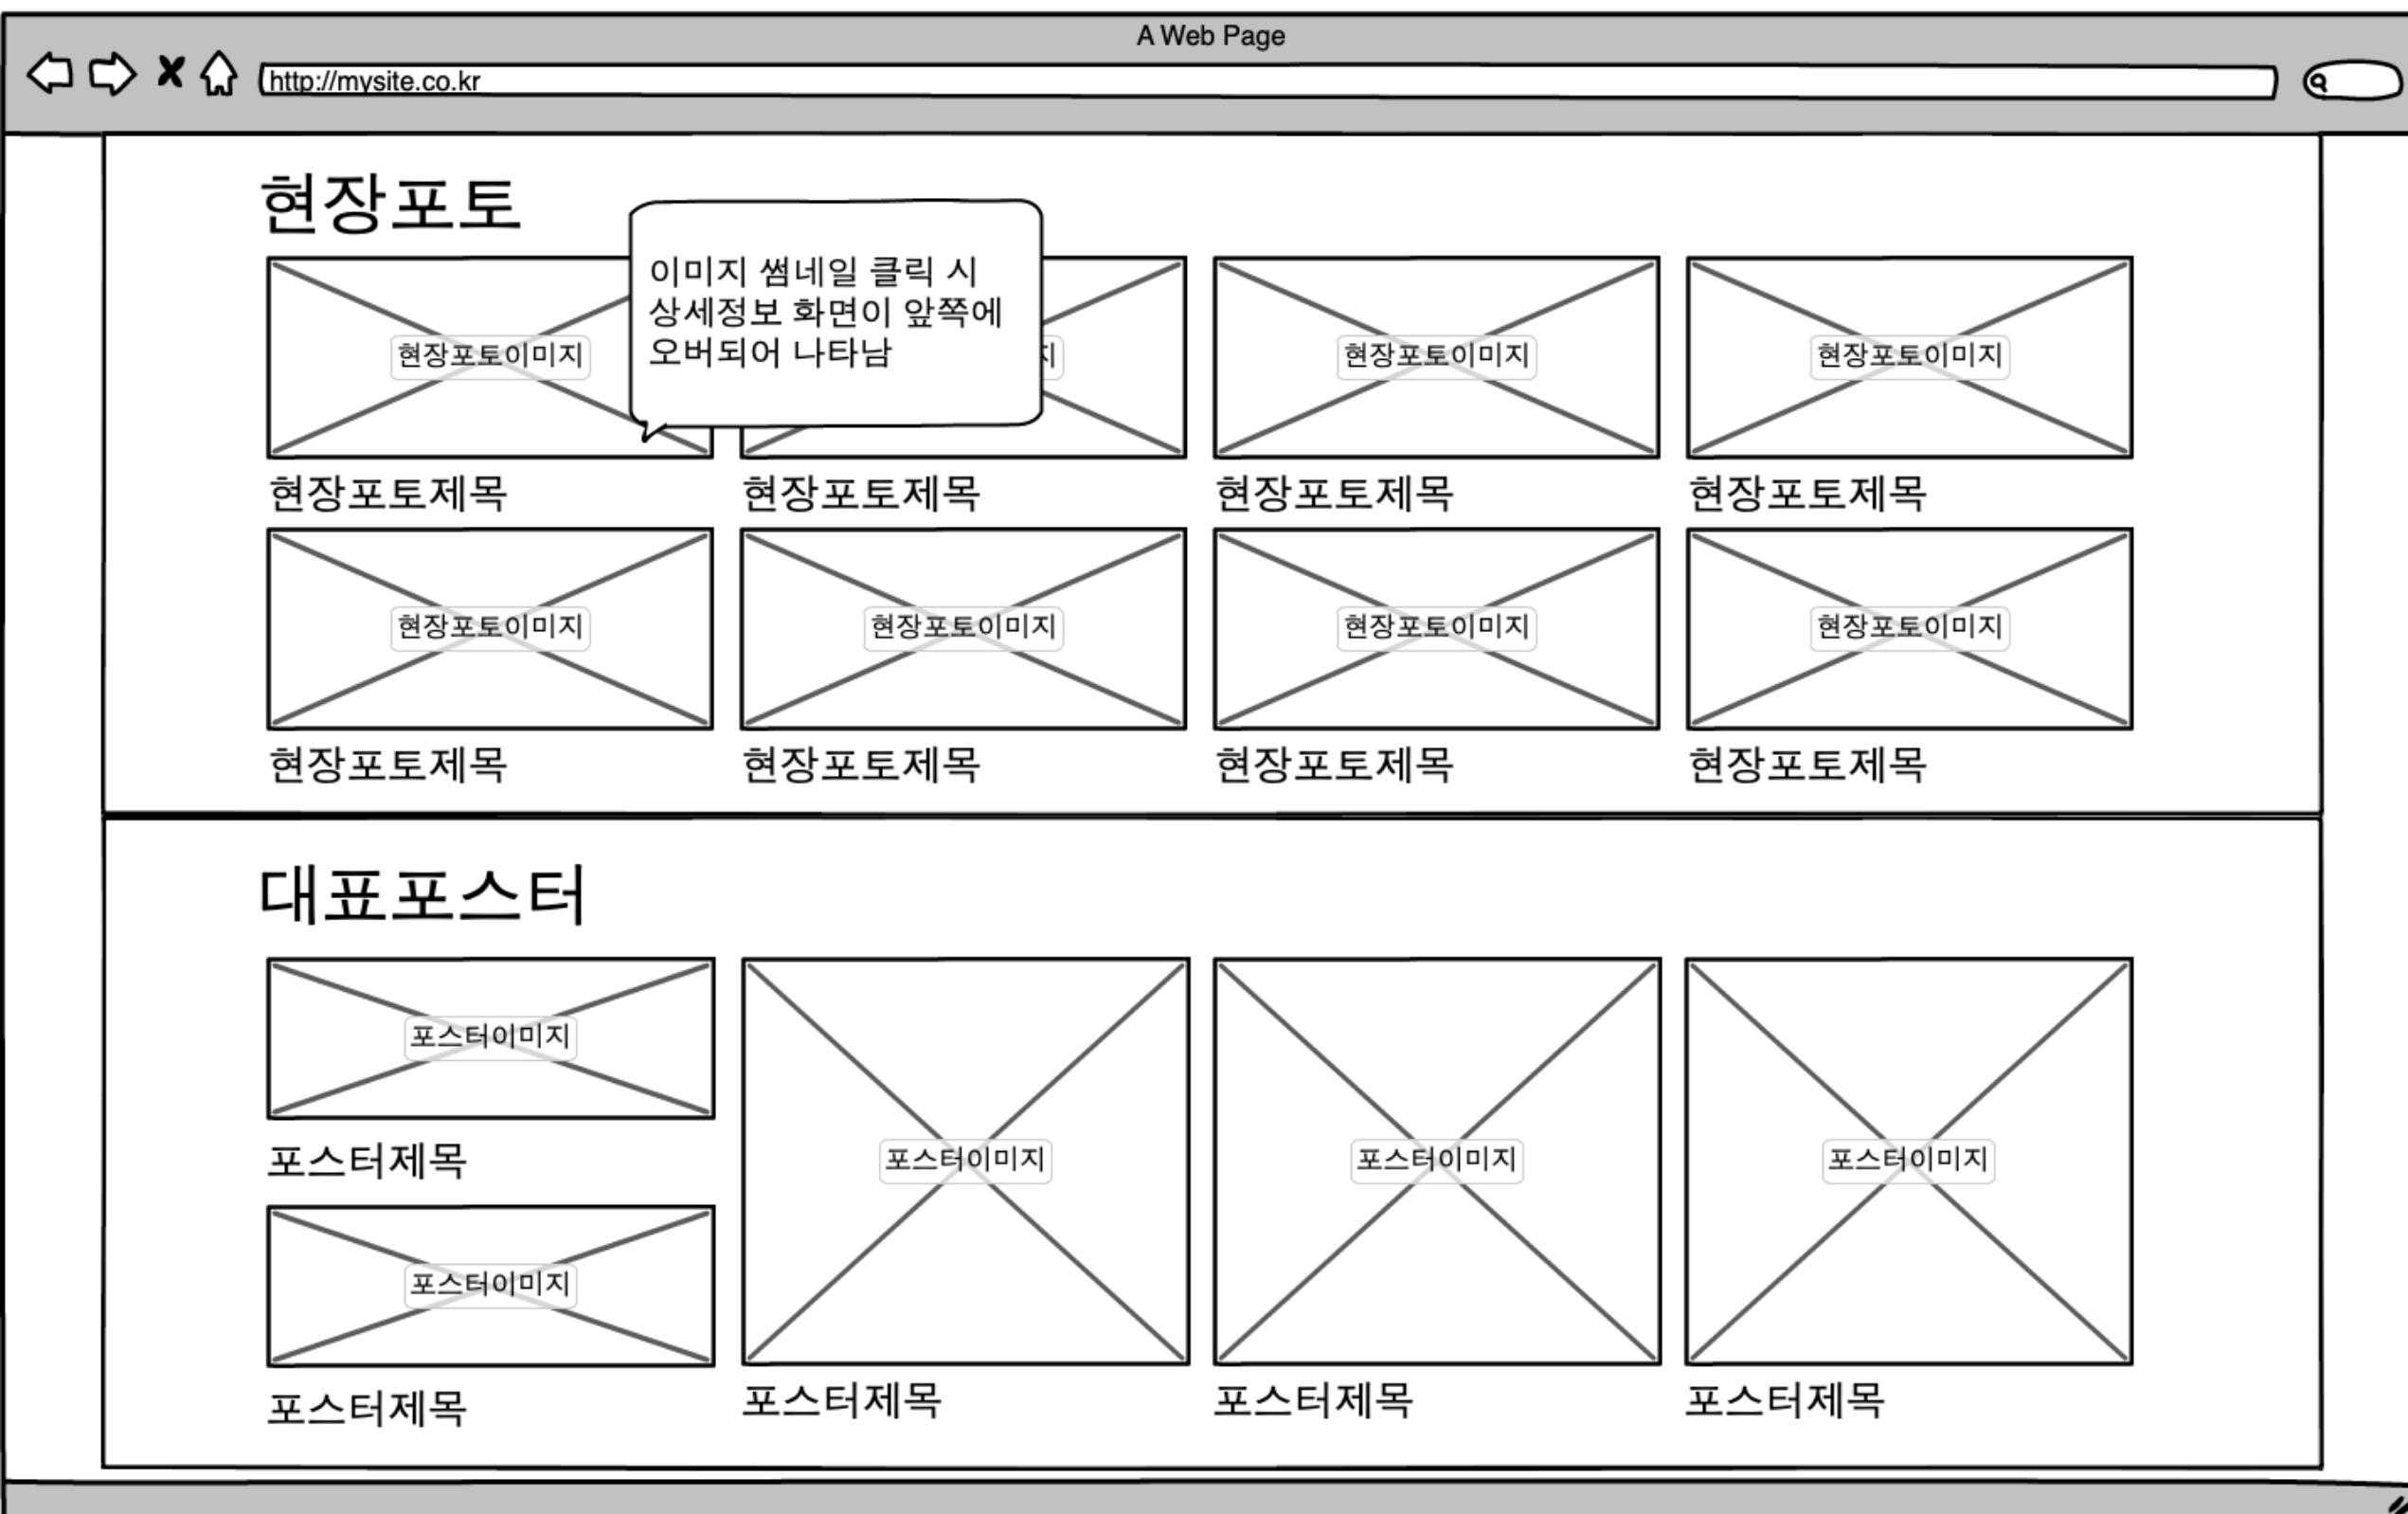 A Web Page
http://mysite.co.kr
현장포토
이미지 썸네일 클릭 시
상세정보 화면이 앞쪽에
오버되어 나타남
현장포토이미지
지
현장포토이미지
현장포토이미지
현장포토제목
현장포토제목
현장포토제목
현장포토제목
현장포토이미지
현장포토이미지
현장포토이미지
현장포토이미지
현장포토제목
현장포토제목
현장포토제목
현장포토제목
대표포스터
포스터이미지
포스터제목
포스터이미지
포스터제목
포스터이미지
포스터제목
포스터이미지
포스터제목
포스터이미지
포스터제목